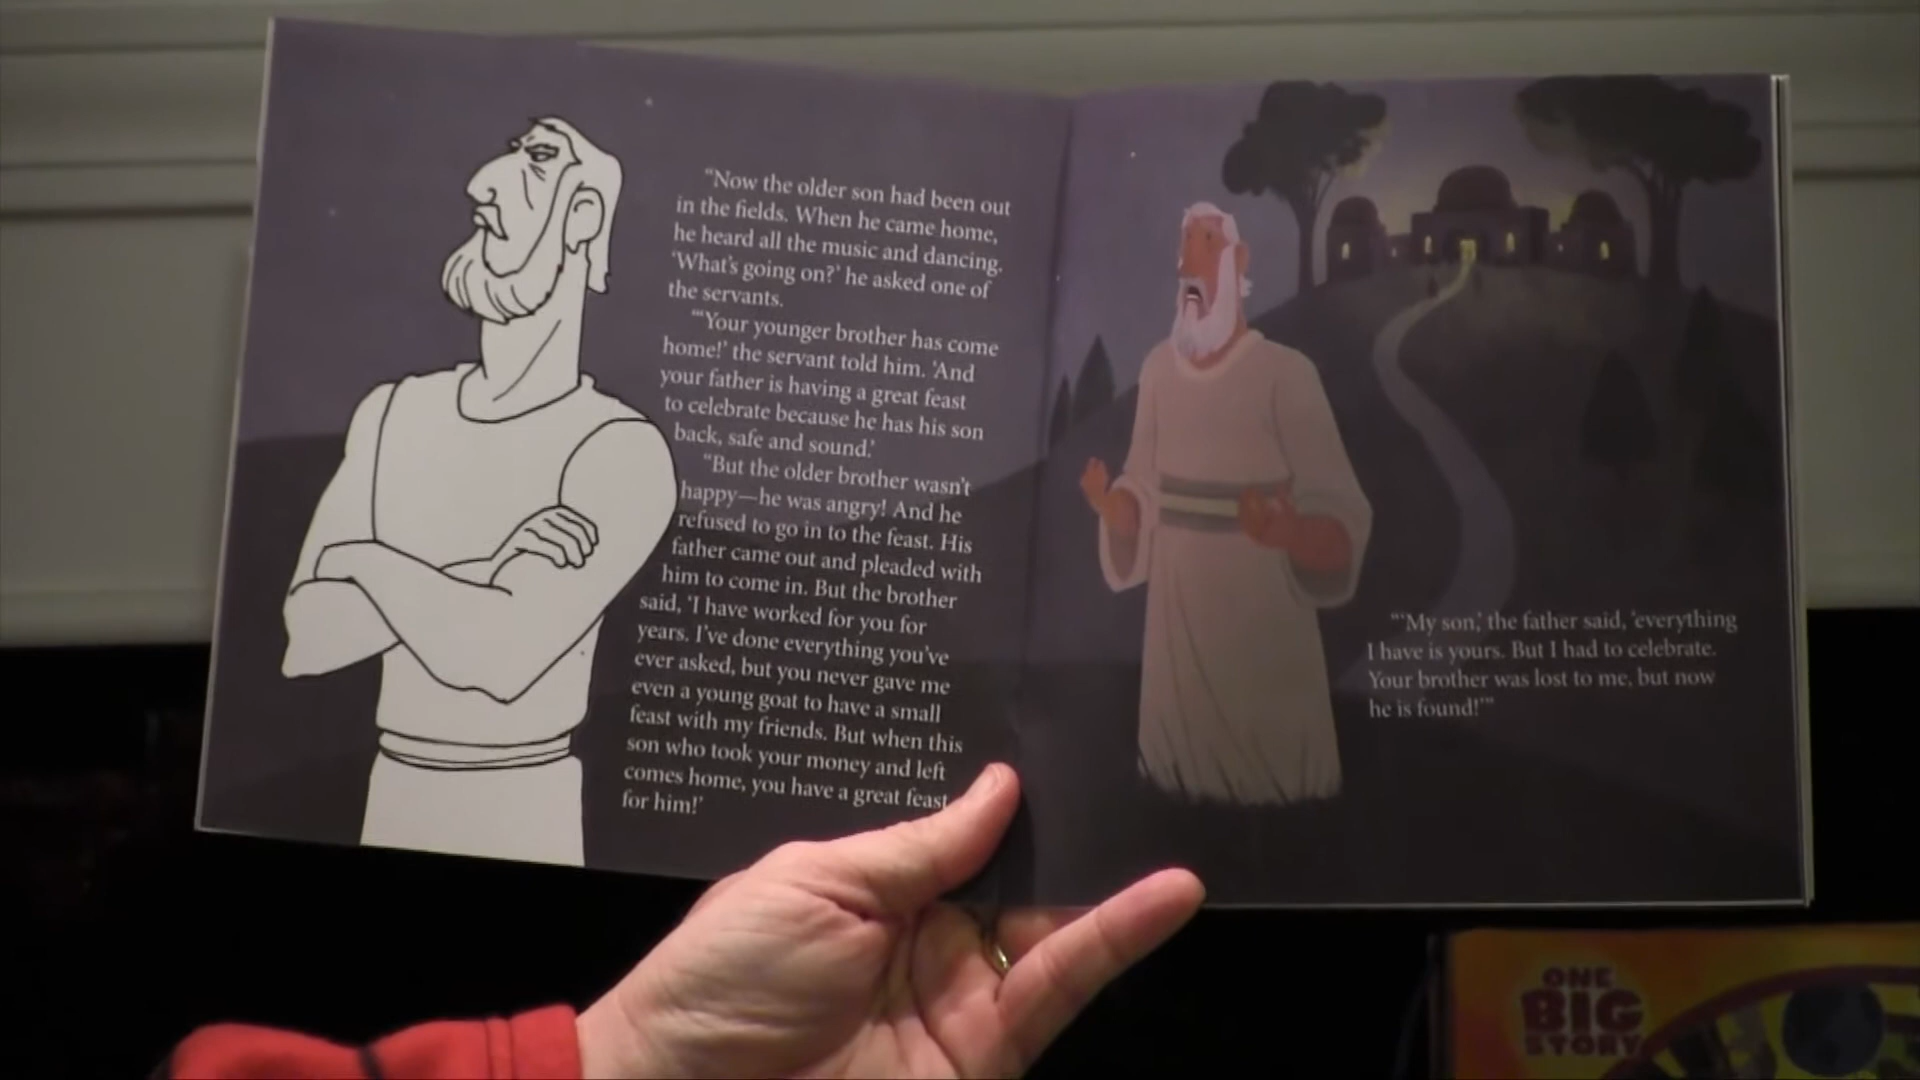 “Now the older son had been out
in the fields. When he came home,
he heard all the music and dancing.
‘What’s going on?’ he asked one of
the servants.
“‘Your younger brother has come
home!’ the servant told him. ‘And
your father is having a great feast
to celebrate because he has his son
back, safe and sound.’
“But the older brother wasn’t
happy—he was angry! And he
refused to go in to the feast. His
father came out and pleaded with
him to come in. But the brother
said, ‘I have worked for you for
years. I’ve done everything you’ve
ever asked, but you never gave me
even a young goat to have a small
feast with my friends. But when this
son who took your money and left
comes home, you have a great feast
for him!’
“‘My son,’ the father said, ‘everything
I have is yours. But I had to celebrate.
Your brother was lost to me, but now
he is found!’”
ONE
BIG
STORY